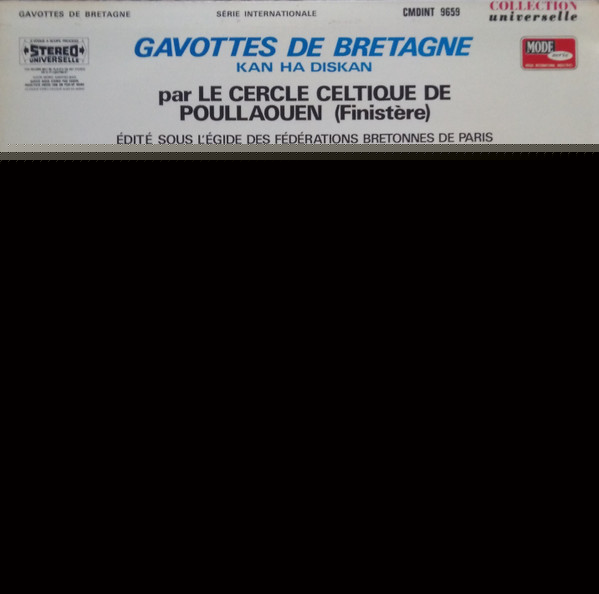 GAVOTTES DE BRETAGNE SÉRIE INTERNATIONALE CMDINT 9659 COLLECTION
universelle
STEREO
UNIVERSELLE
MODE
GAVOTTES DE BRETAGNE
KAN HA DISKAN
par LE CERCLE CELTIQUE DE
POULLAOUEN (Finistère)
ÉDITÉ SOUS L'ÉGIDE DES FÉDÉRATIONS BRETONNES DE PARIS